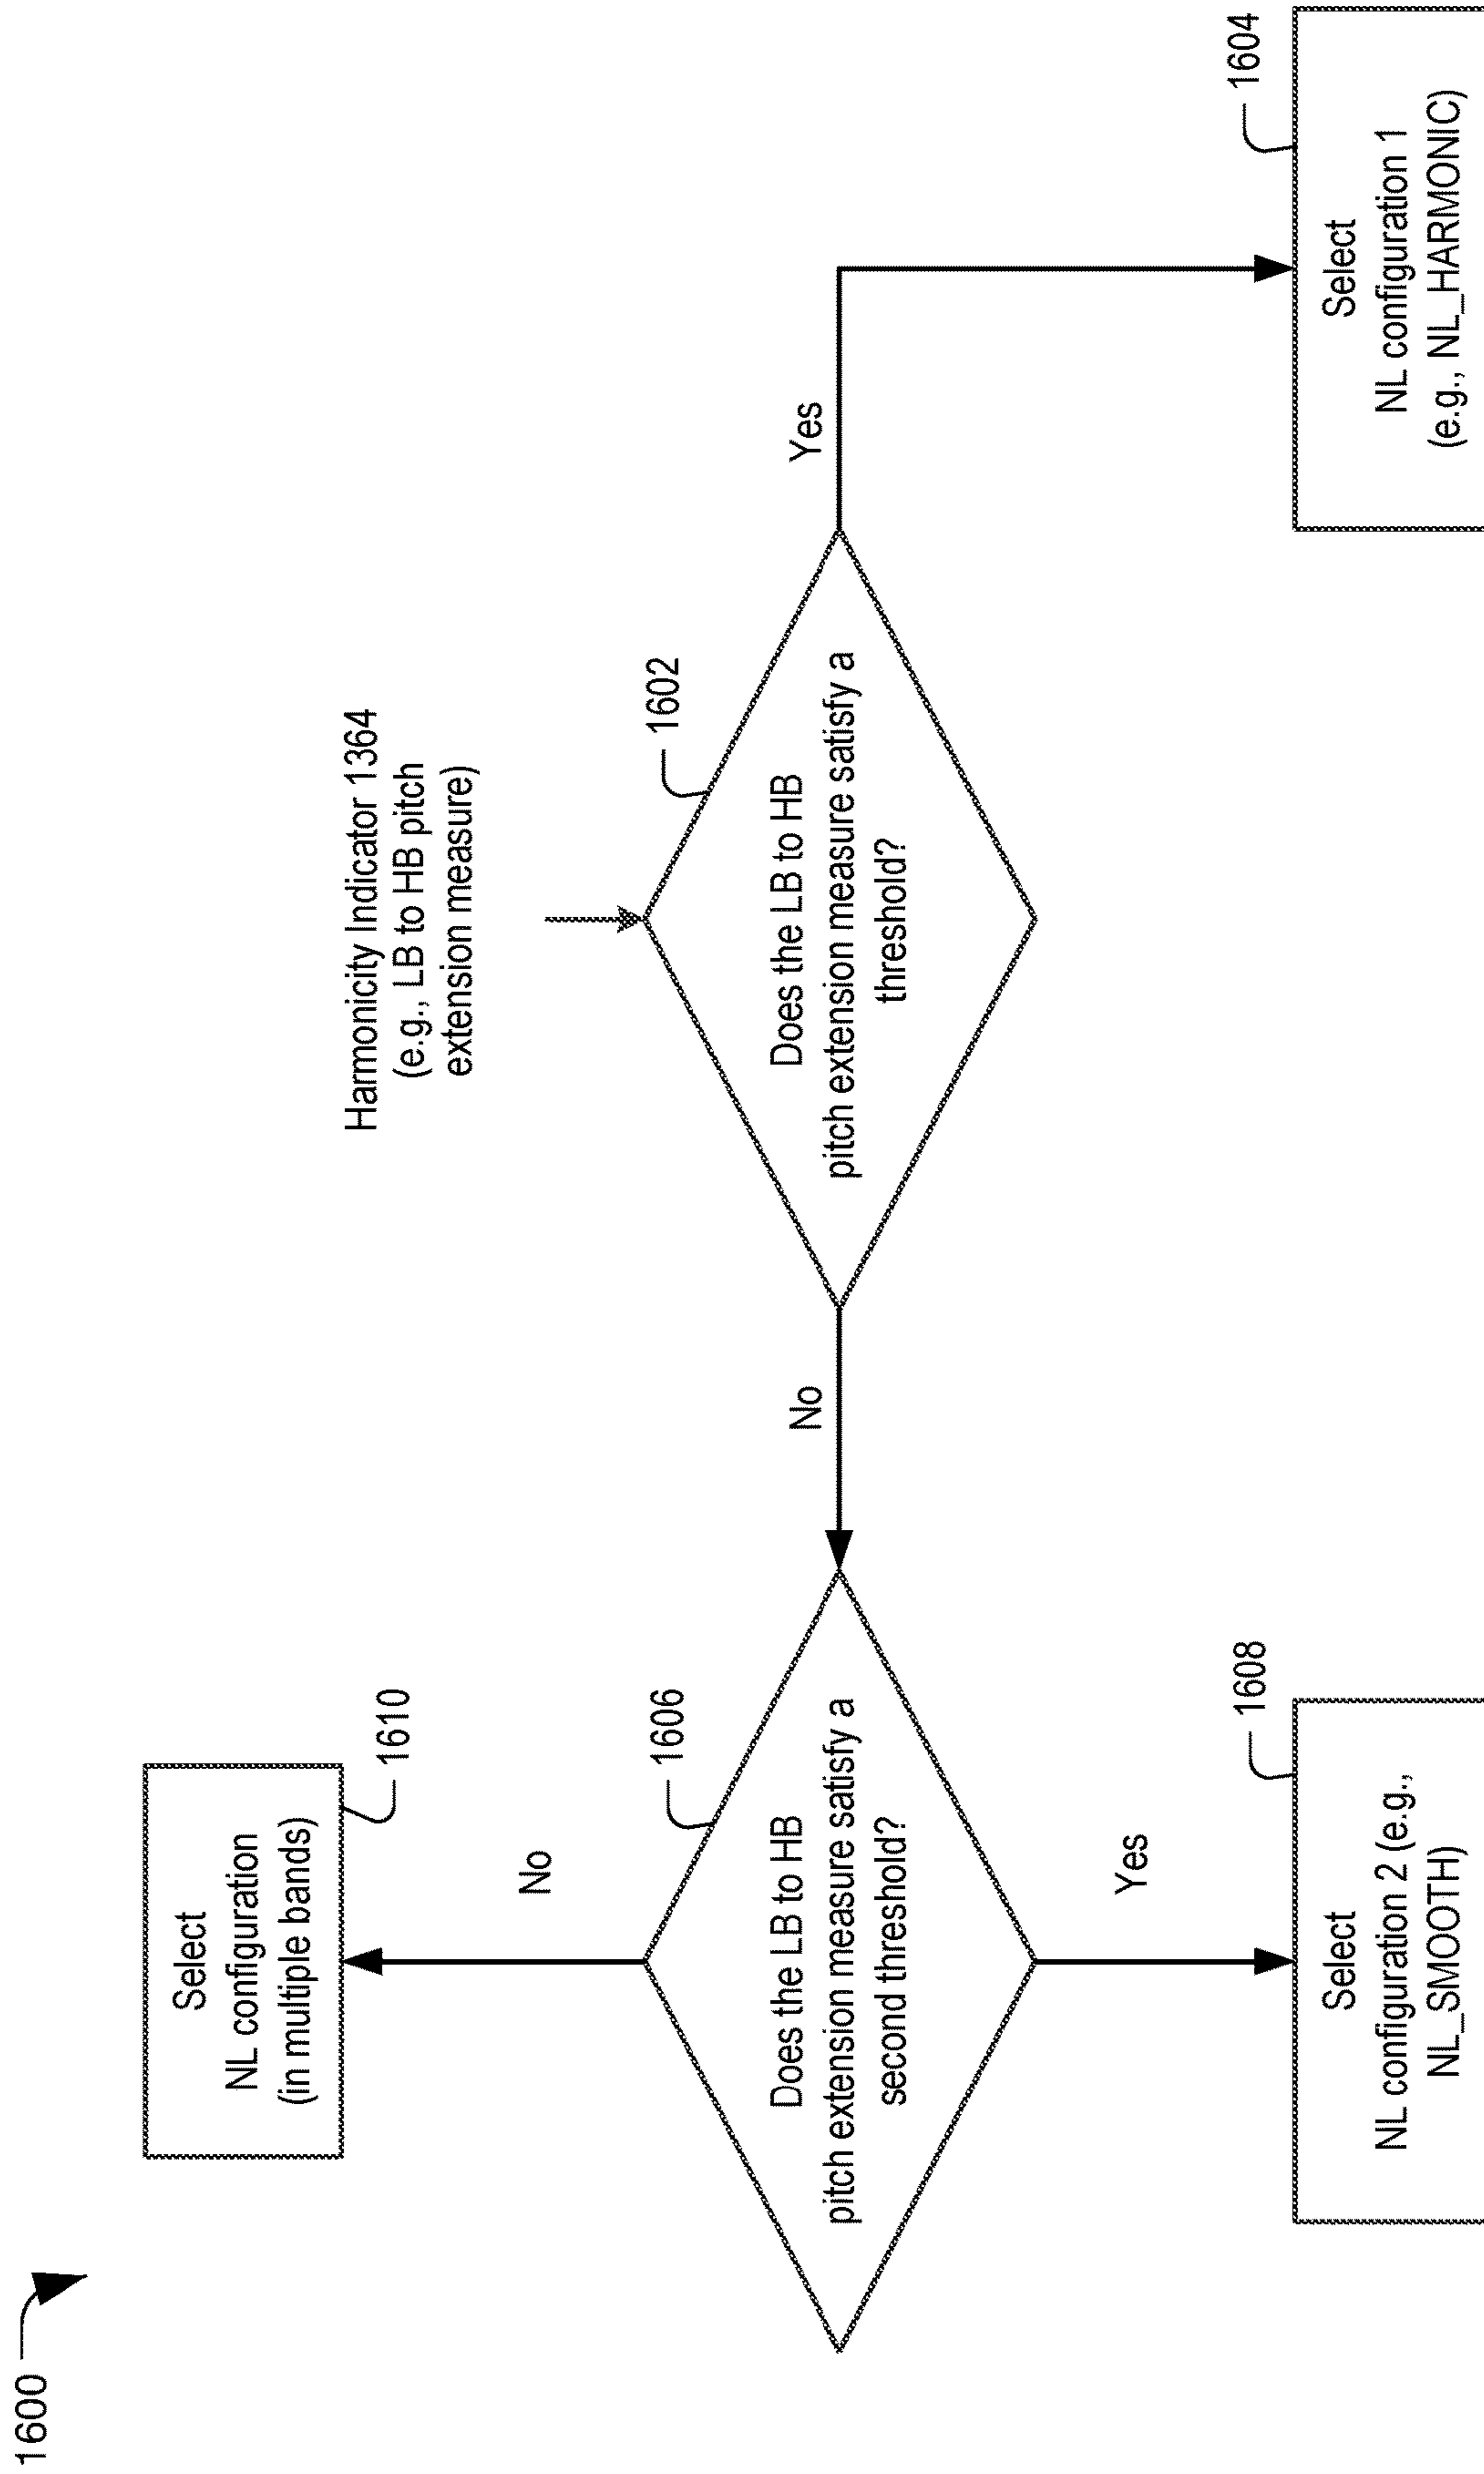 1600
Select
NL configuration
(in multiple bands)
1610
No
1606
Does the LB to HB
pitch extension measure satisfy a
second threshold?
Yes
1608
Select
NL configuration 2 (e.g.,
NL_SMOOTH)
No
Harmonicity Indicator 1364
(e.g., LB to HB pitch
extension measure)
1602
Does the LB to HB
pitch extension measure satisfy a
threshold?
Yes
1604
Select
NL configuration 1
(e.g., NL_HARMONIC)